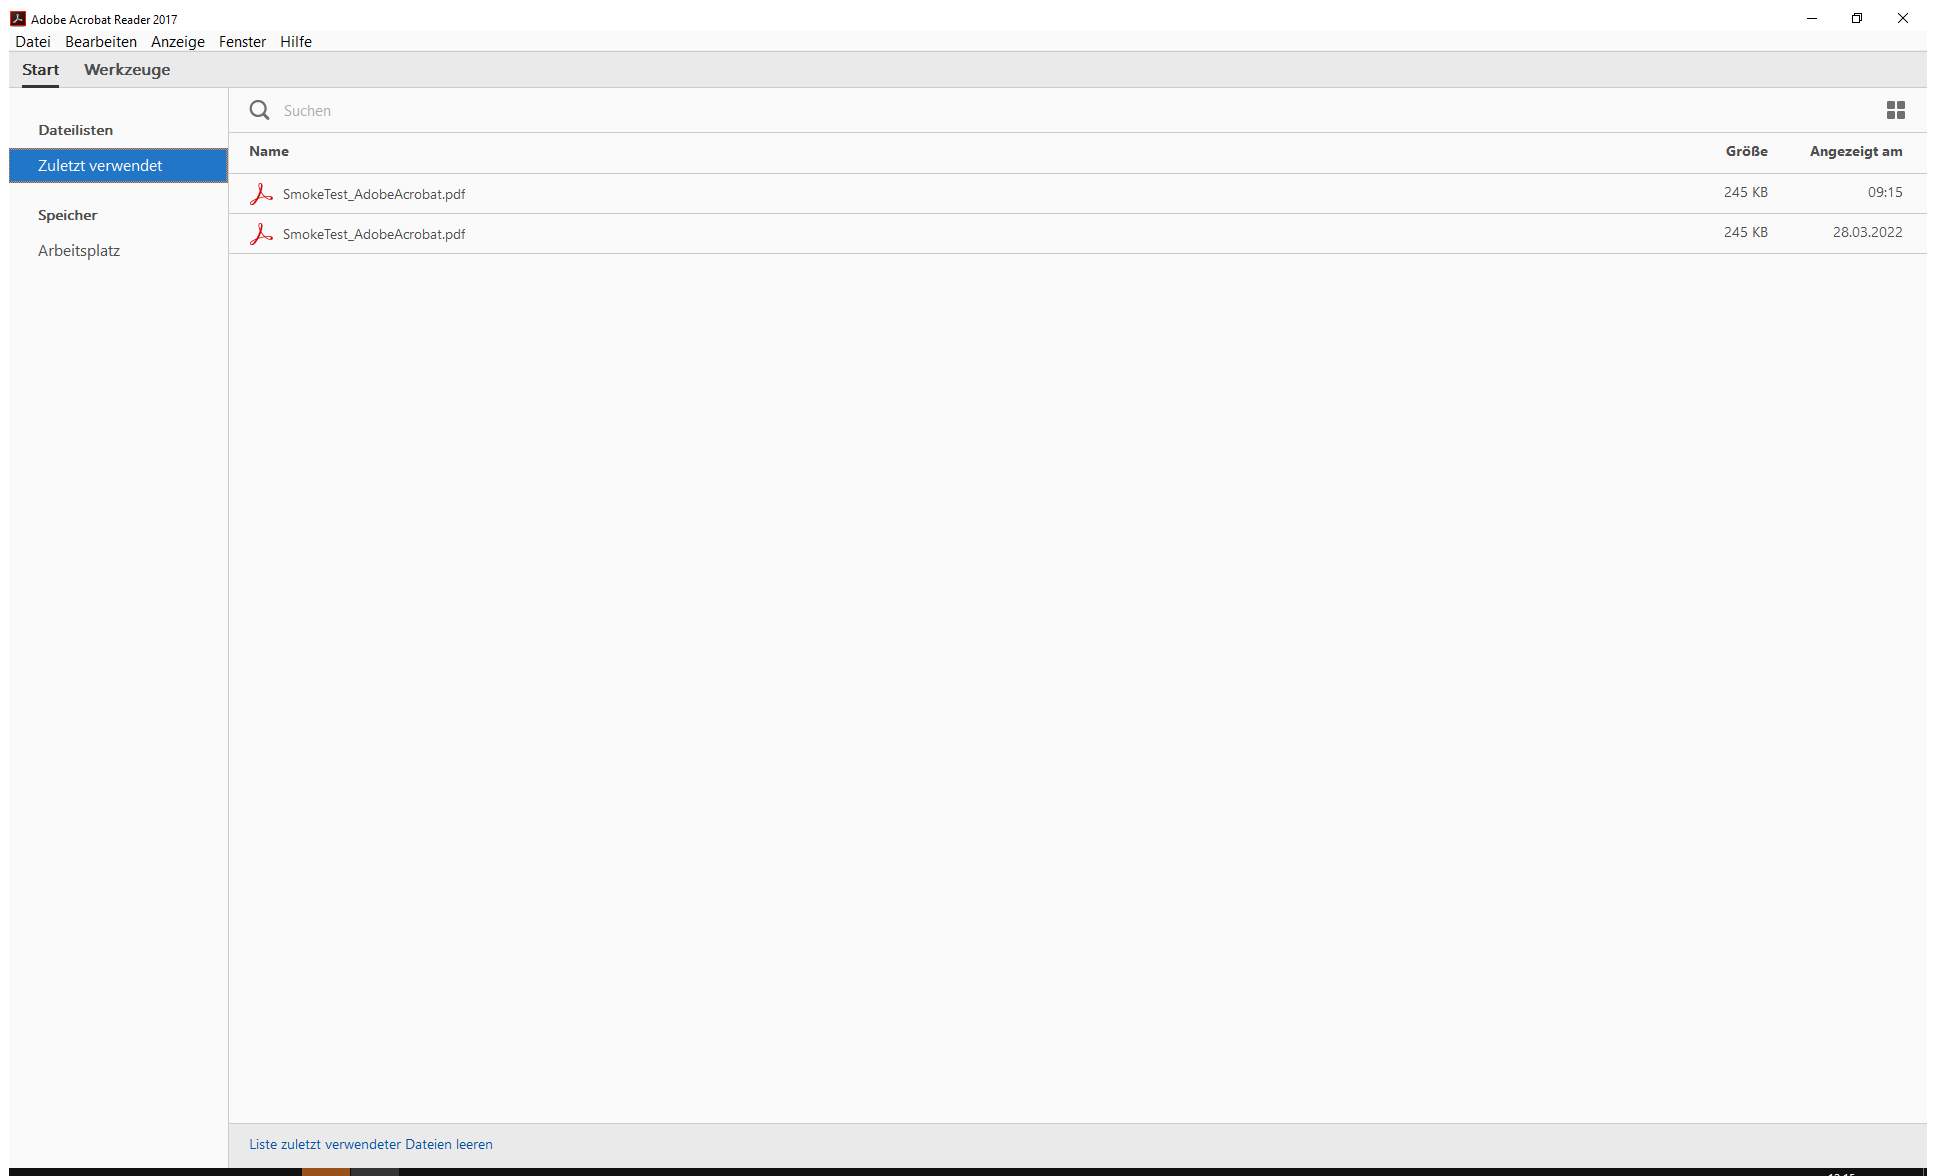 Adobe Acrobat Reader 2017
Datei Bearbeiten Anzeige Fenster Hilfe
Start Werkzeuge
Suchen
Dateilisten
Zuletzt verwendet
Speicher
Arbeitsplatz
Name Größe Angezeigt am
SmokeTest_AdobeAcrobat.pdf 245 KB 09:15
SmokeTest_AdobeAcrobat.pdf 245 KB 28.03.2022
Liste zuletzt verwendeter Dateien leeren